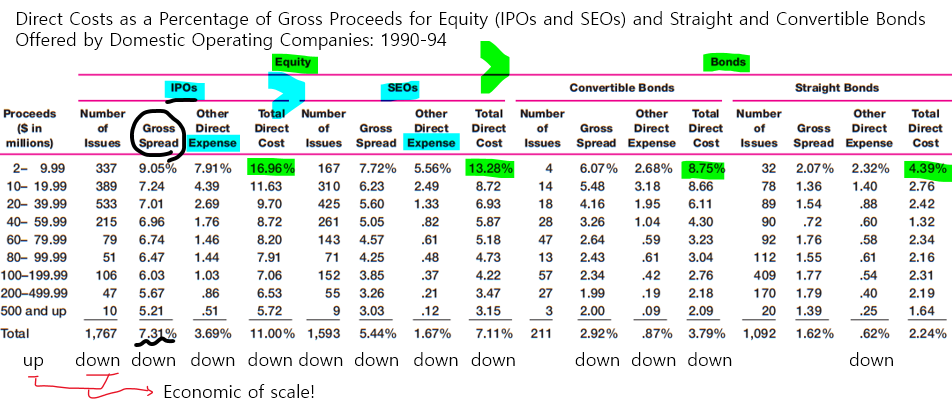 Direct Costs as a Percentage of Gross Proceeds for Equity (IPOs and SEOs) and Straight and Convertible Bonds
Offered by Domestic Operating Companies: 1990-94
Equity Bonds
IPOs SEOs Convertible Bonds Straight Bonds
Proceeds Number Other Total Number Other Total Number Other Total Number Other Total
($ in of Gross Direct Direct of Gross Direct Direct of Gross Direct Direct of Gross Direct Direct
millions) Issues Spread Expense Cost Issues Spread Expense Cost Issues Spread Expense Cost Issues Spread Expense Cost
2– 9.99 337 9.05% 7.91% 16.96% 167 7.72% 5.56% 13.28% 4 6.07% 2.68% 8.75% 32 2.07% 2.32% 4.39%
10– 19.99 389 7.24 4.39 11.63 310 6.23 2.49 8.72 14 5.48 3.18 8.66 78 1.36 1.40 2.76
20– 39.99 533 7.01 2.69 9.70 425 5.60 1.33 6.93 18 4.16 1.95 6.11 89 1.54 .88 2.42
40– 59.99 215 6.96 1.76 8.72 261 5.05 .82 5.87 28 3.26 1.04 4.30 90 .72 .60 1.32
60– 79.99 79 6.74 1.46 8.20 143 4.57 .61 5.18 47 2.64 .59 3.23 92 1.76 .58 2.34
80– 99.99 51 6.47 1.44 7.91 71 4.25 .48 4.73 13 2.43 .61 3.04 112 1.55 .61 2.16
100–199.99 106 6.03 1.03 7.06 152 3.85 .37 4.22 57 2.34 .42 2.76 409 1.77 .54 2.31
200–499.99 47 5.67 .86 6.53 55 3.26 .21 3.47 27 1.99 .19 2.18 170 1.79 .40 2.19
500 and up 10 5.21 .51 5.72 9 3.03 .12 3.15 3 2.00 .09 2.09 20 1.39 .25 1.64
Total 1,767 7.31% 3.69% 11.00% 1,593 5.44% 1.67% 7.11% 211 2.92% .87% 3.79% 1,092 1.62% .62% 2.24%
up down down down down down down down down down down down down
Economic of scale!